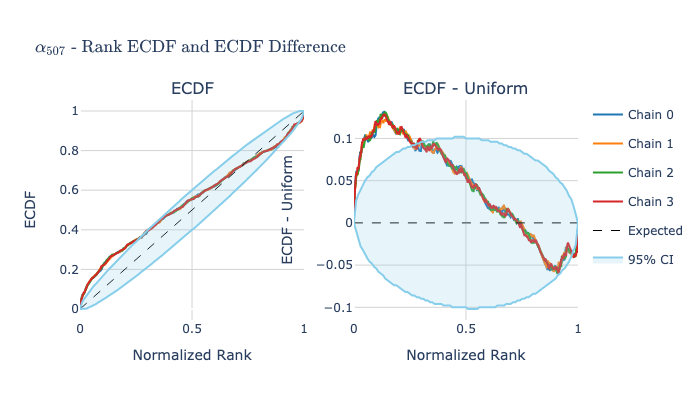 α507 - Rank ECDF and ECDF Difference
ECDF
ECDF
1
0.8
0.6
0.4
0.2
0
0
0.5
1
Normalized Rank
ECDF - Uniform
ECDF - Uniform
0.1
0.05
0
−0.05
−0.1
0
0.5
1
Normalized Rank
Chain 0
Chain 1
Chain 2
Chain 3
Expected
95% CI